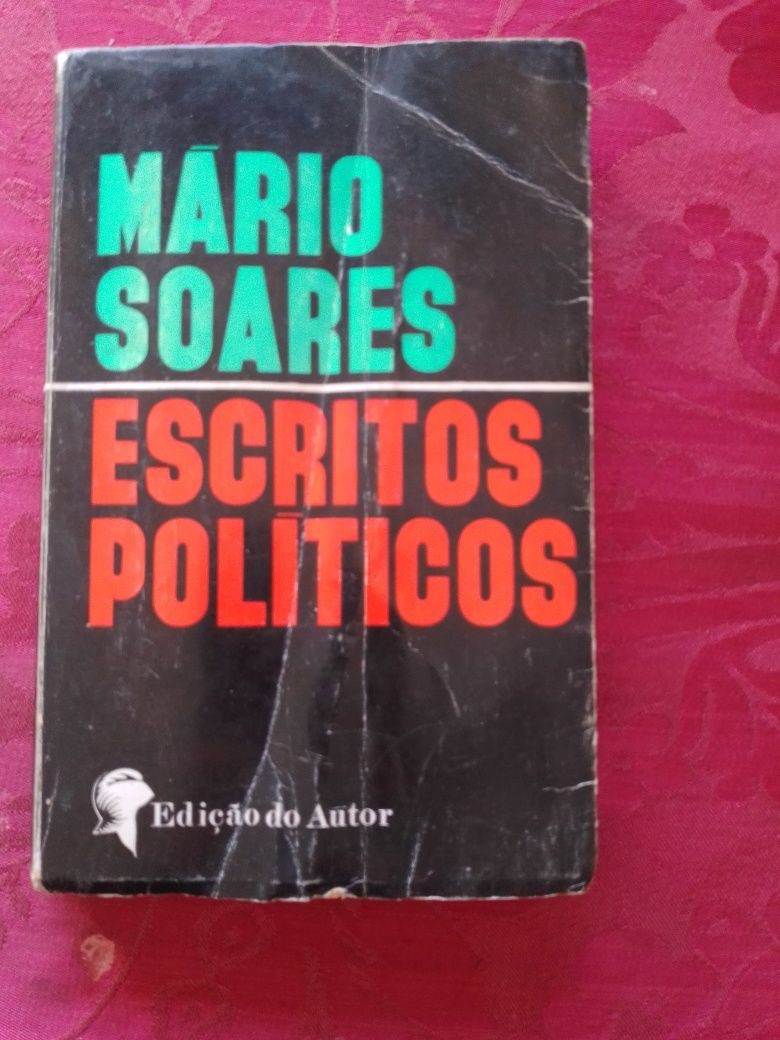 MÁRIO
SOARES
ESCRITOS
POLÍTICOS
Edição do Autor